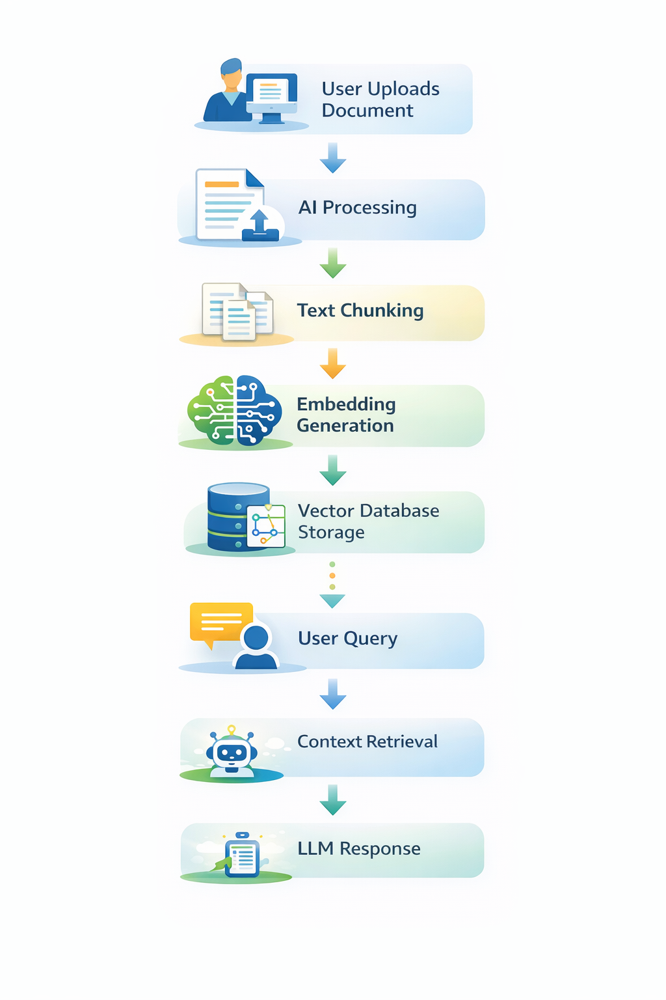 User Uploads
Document
AI Processing
Text Chunking
Embedding
Generation
Vector Database
Storage
User Query
Context Retrieval
LLM Response